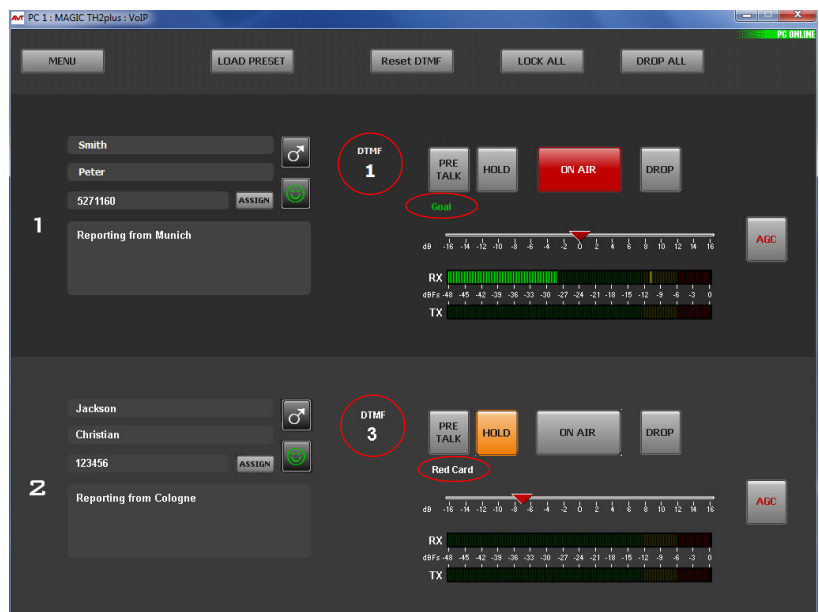 AVT PC 1 : MAGIC TH2plus : VoIP
PC ONLINE
MENU LOAD PRESET Reset DTMF LOCK ALL DROP ALL
1
Smith
Peter
5271160 ASSIGN
Reporting from Munich
DTMF
1
PRE TALK HOLD ON AIR DROP
Goal
dB -16 -14 -12 -10 -8 -6 -4 -2 0 2 4 6 8 10 12 14 16
AGC
RX
dBFs -48 -45 -42 -39 -36 -33 -30 -27 -24 -21 -18 -15 -12 -9 -6 -3 0
TX
2
Jackson
Christian
123456 ASSIGN
Reporting from Cologne
DTMF
3
PRE TALK HOLD ON AIR DROP
Red Card
dB -16 -14 -12 -10 -8 -6 -4 -2 0 2 4 6 8 10 12 14 16
AGC
RX
dBFs -48 -45 -42 -39 -36 -33 -30 -27 -24 -21 -18 -15 -12 -9 -6 -3 0
TX